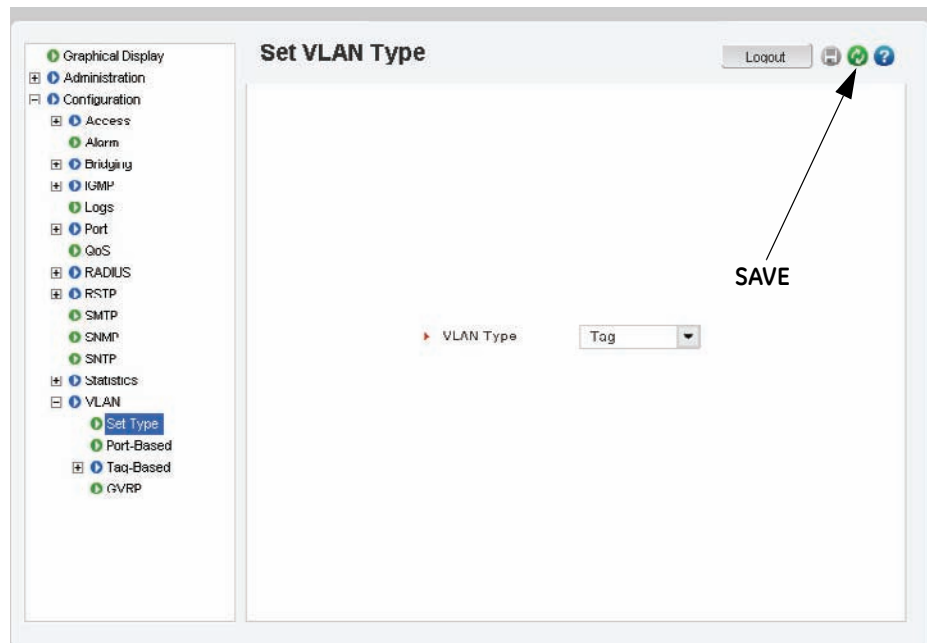 Graphical Display
Administration
Configuration
Access
Alarm
Bridging
IGMP
Logs
Port
QoS
RADIUS
RSTP
SMTP
SNMP
SNTP
Statistics
VLAN
Set Type
Port-Based
Tag-Based
GVRP
Set VLAN Type
Logout
?
SAVE
VLAN Type
Tag